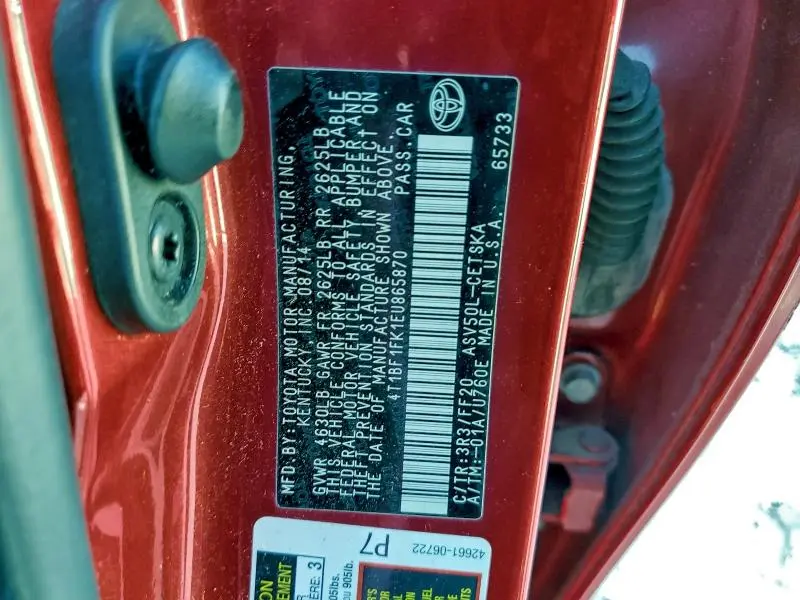 MFD BY: TOYOTA MOTOR MANUFACTURING,
KENTUCKY, INC. 08/14
GVWR 4630LB GAWR FR 2625LB RR 2625LB
THIS VEHICLE CONFORMS TO ALL APPLICABLE
FEDERAL MOTOR VEHICLE SAFETY, BUMPER, AND
THEFT PREVENTION STANDARDS IN EFFECT ON
THE DATE OF MANUFACTURE SHOWN ABOVE.
4T1BF1FK1EU865870 PASS. CAR
C/TR:3R3/FF20 ASV50L-CETSKA 65733
A/TM:-01A/U760E MADE IN U.S.A.
P7
42661-06722
3